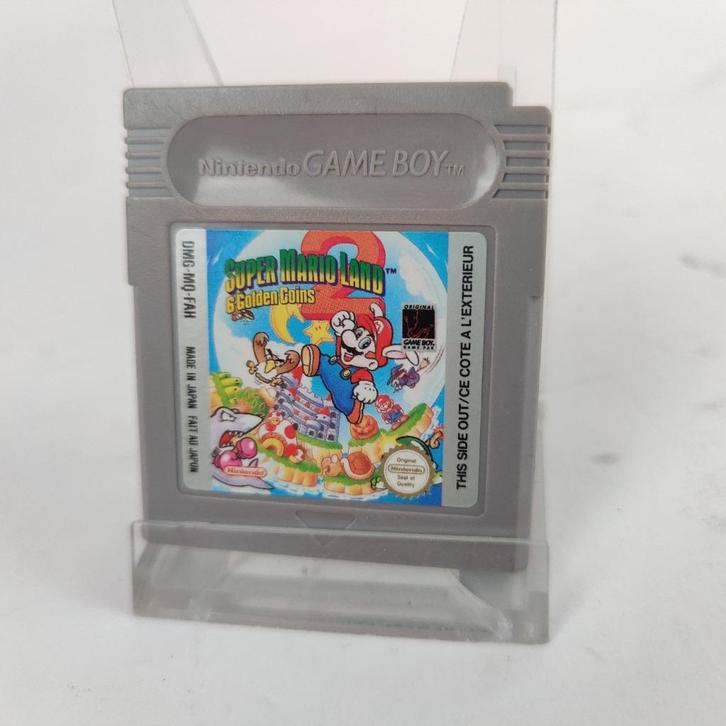 Nintendo GAME BOY™
DMG-MQ-FAH MADE IN JAPAN FAIT AU JAPON
2
SUPER MARIO LAND™
6 Golden Coins
ORIGINAL
GAME BOY
GAME PAK
Nintendo
Original
Nintendo
Seal of
Quality
THIS SIDE OUT/CE COTE A L'EXTERIEUR